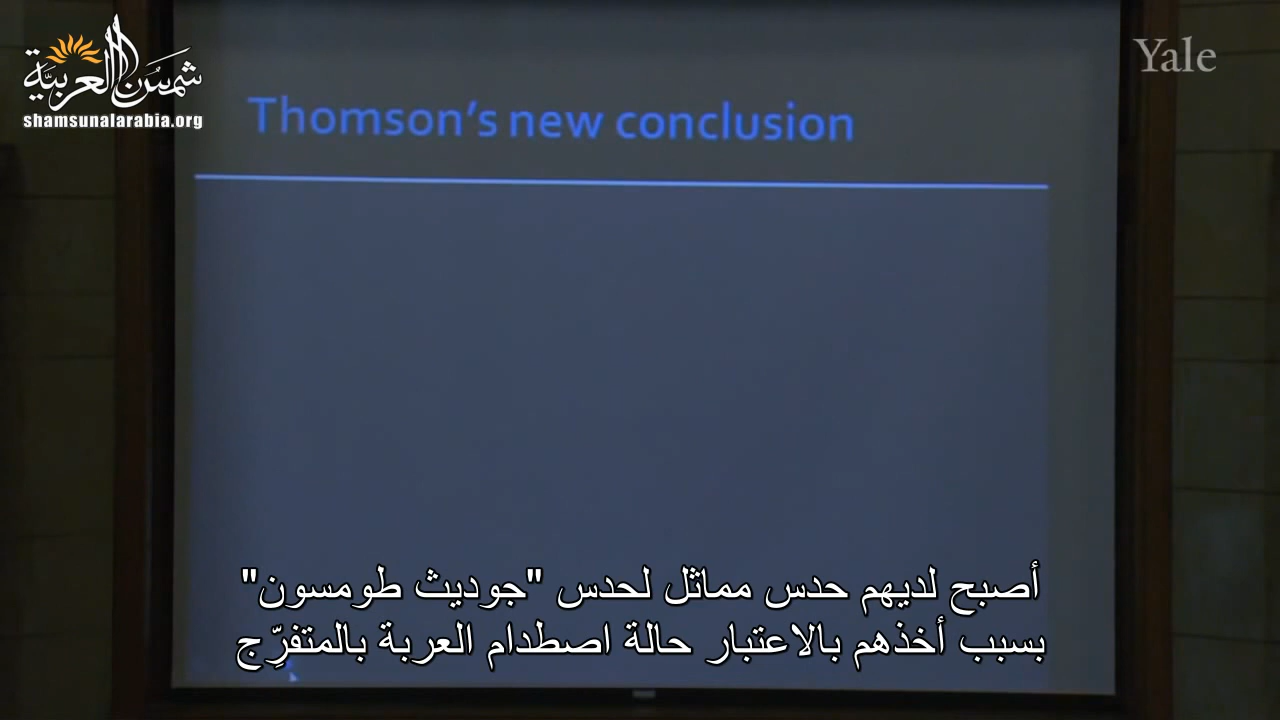 شمس العربية
shamsunalarabia.org
Yale
Thomson's new conclusion
أصبح لديهم حدس مماثل لحدس "جوديث طومسون"
بسبب أخذهم بالاعتبار حالة اصطدام العربة بالمتفرِّج